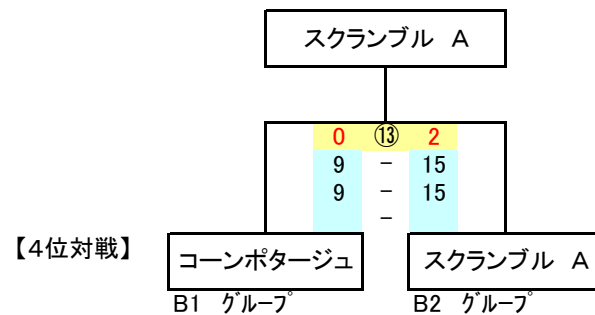 スクランブル　A
0 ⑬ 2
9 － 15
9 － 15
－
【４位対戦】
コーンポタージュ スクランブル　A
B1　ｸﾞﾙｰﾌﾟ B2　ｸﾞﾙｰﾌﾟ